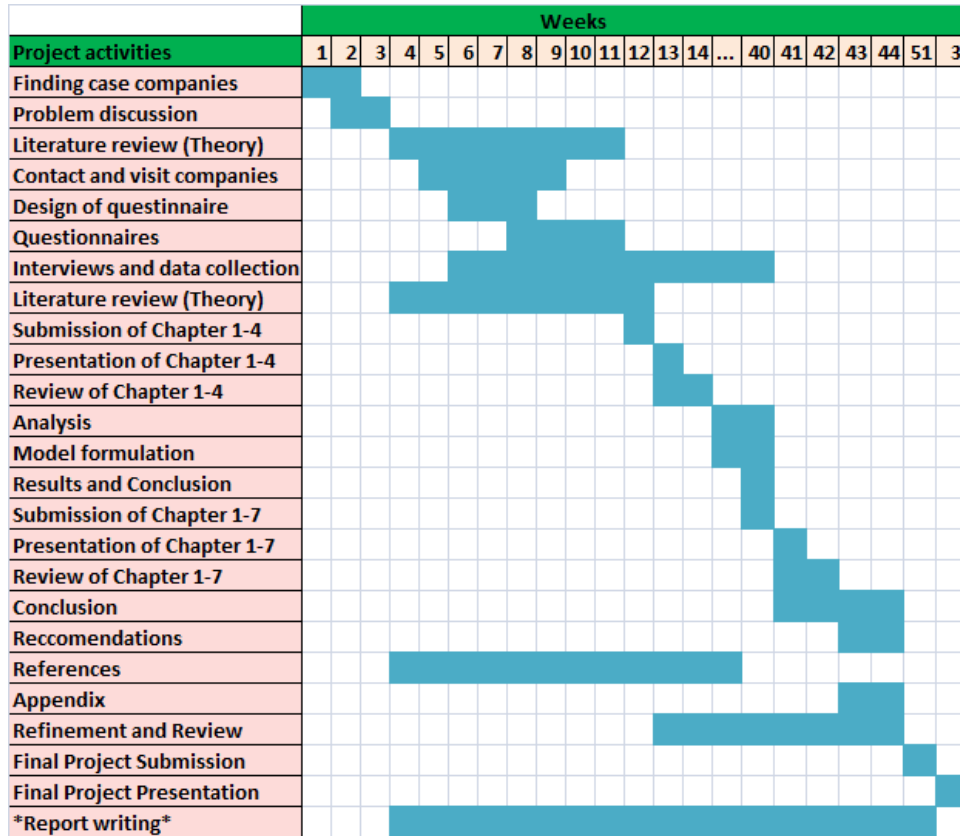 Weeks
Project activities 1 2 3 4 5 6 7 8 9 10 11 12 13 14 ... 40 41 42 43 44 51 3
Finding case companies
Problem discussion
Literature review (Theory)
Contact and visit companies
Design of questinnaire
Questionnaires
Interviews and data collection
Literature review (Theory)
Submission of Chapter 1-4
Presentation of Chapter 1-4
Review of Chapter 1-4
Analysis
Model formulation
Results and Conclusion
Submission of Chapter 1-7
Presentation of Chapter 1-7
Review of Chapter 1-7
Conclusion
Reccomendations
References
Appendix
Refinement and Review
Final Project Submission
Final Project Presentation
*Report writing*